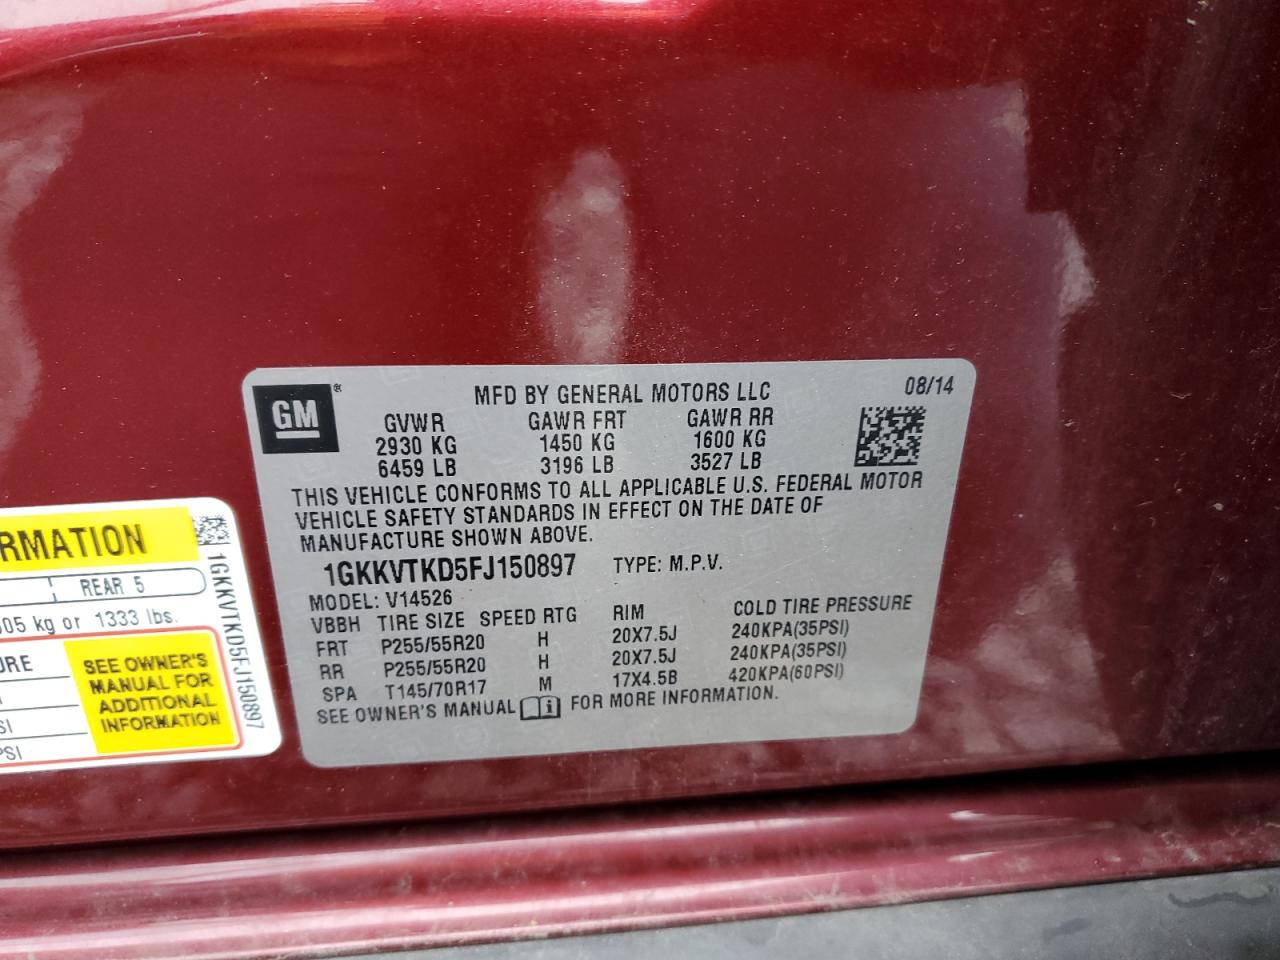 GM ®
MFD BY GENERAL MOTORS LLC 08/14
GVWR GAWR FRT GAWR RR
2930 KG 1450 KG 1600 KG
6459 LB 3196 LB 3527 LB
THIS VEHICLE CONFORMS TO ALL APPLICABLE U.S. FEDERAL MOTOR
VEHICLE SAFETY STANDARDS IN EFFECT ON THE DATE OF
MANUFACTURE SHOWN ABOVE.
1GKKVTKD5FJ150897 TYPE: M.P.V.
MODEL: V14526
VBBH TIRE SIZE SPEED RTG RIM COLD TIRE PRESSURE
FRT P255/55R20 H 20X7.5J 240KPA(35PSI)
RR P255/55R20 H 20X7.5J 240KPA(35PSI)
SPA T145/70R17 M 17X4.5B 420KPA(60PSI)
SEE OWNER'S MANUAL i FOR MORE INFORMATION.
RMATION
REAR 5
05 kg or 1333 lbs.
URE
SI
PSI
SEE OWNER'S
MANUAL FOR
ADDITIONAL
INFORMATION
1GKKVTKD5FJ150897